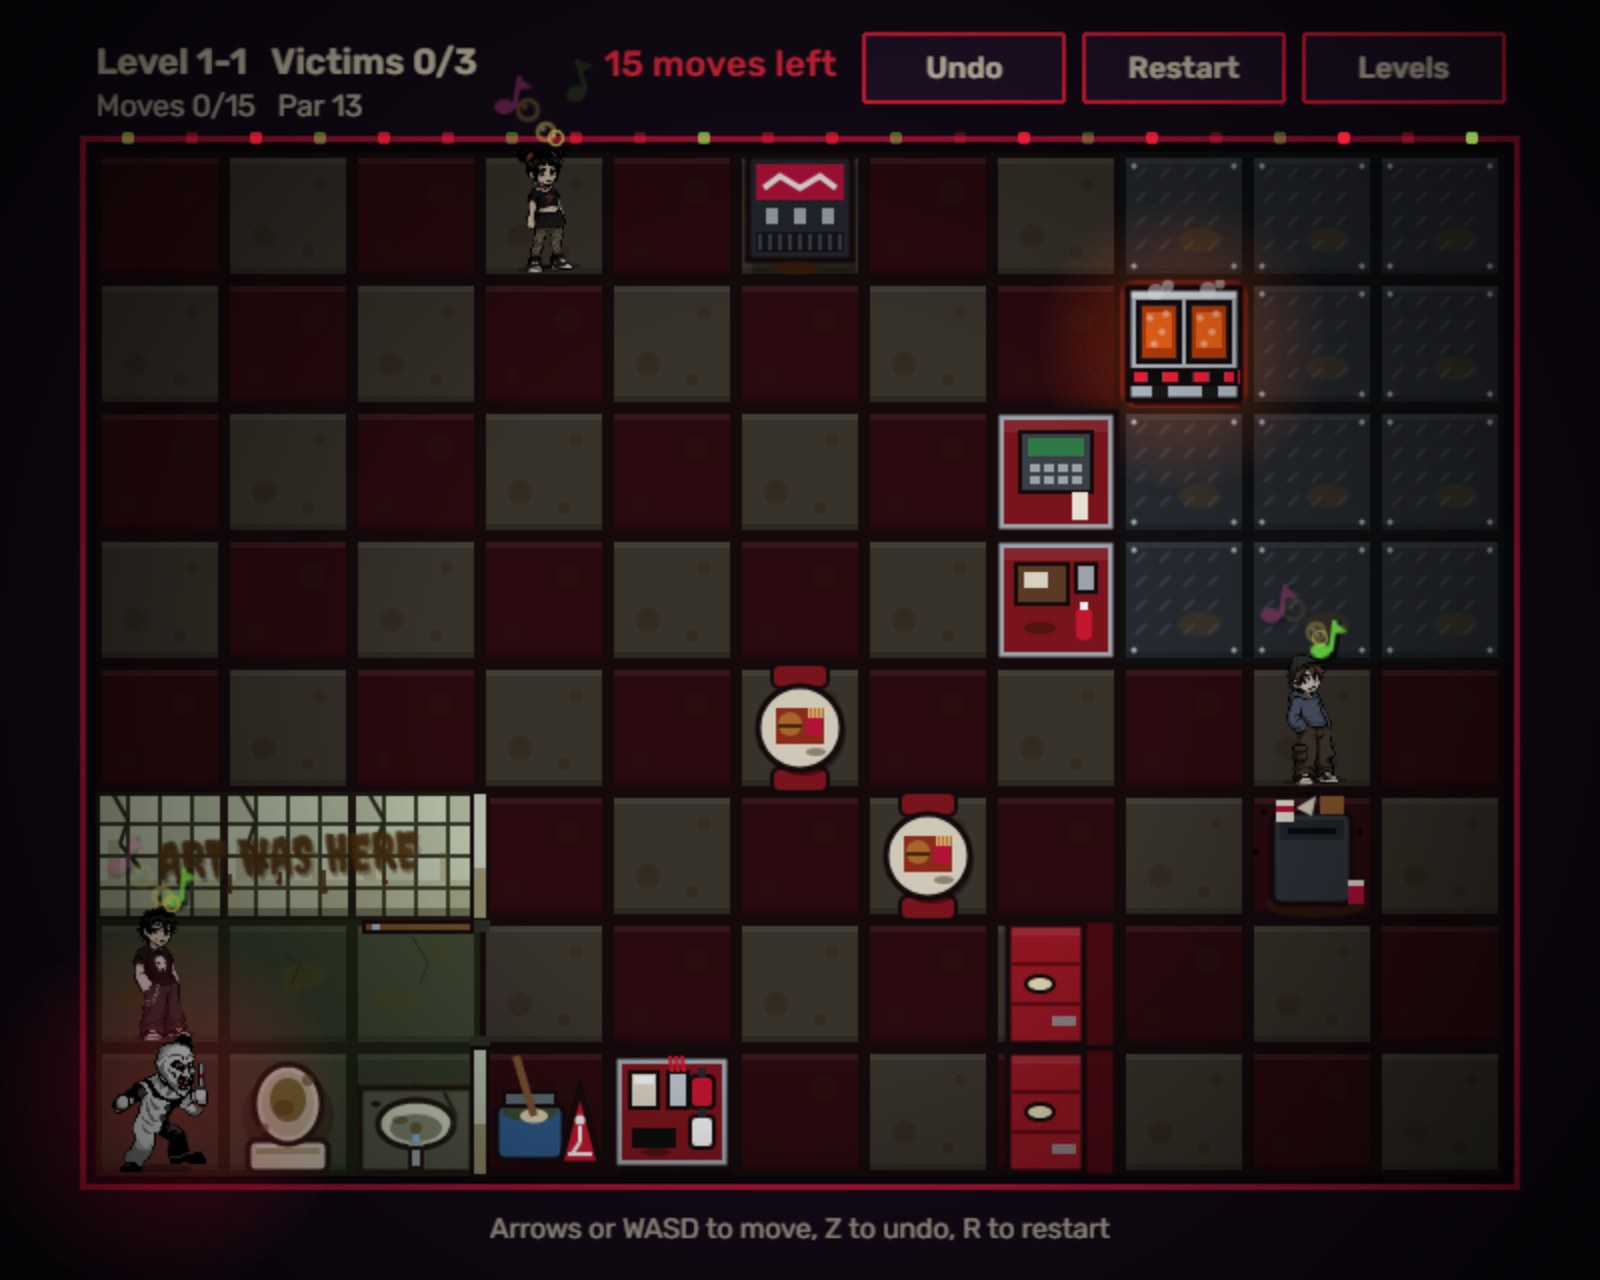 Level 1-1 Victims 0/3
15 moves left
Undo
Restart
Levels
Moves 0/15 Par 13
ART WAS HERE
Arrows or WASD to move, Z to undo, R to restart